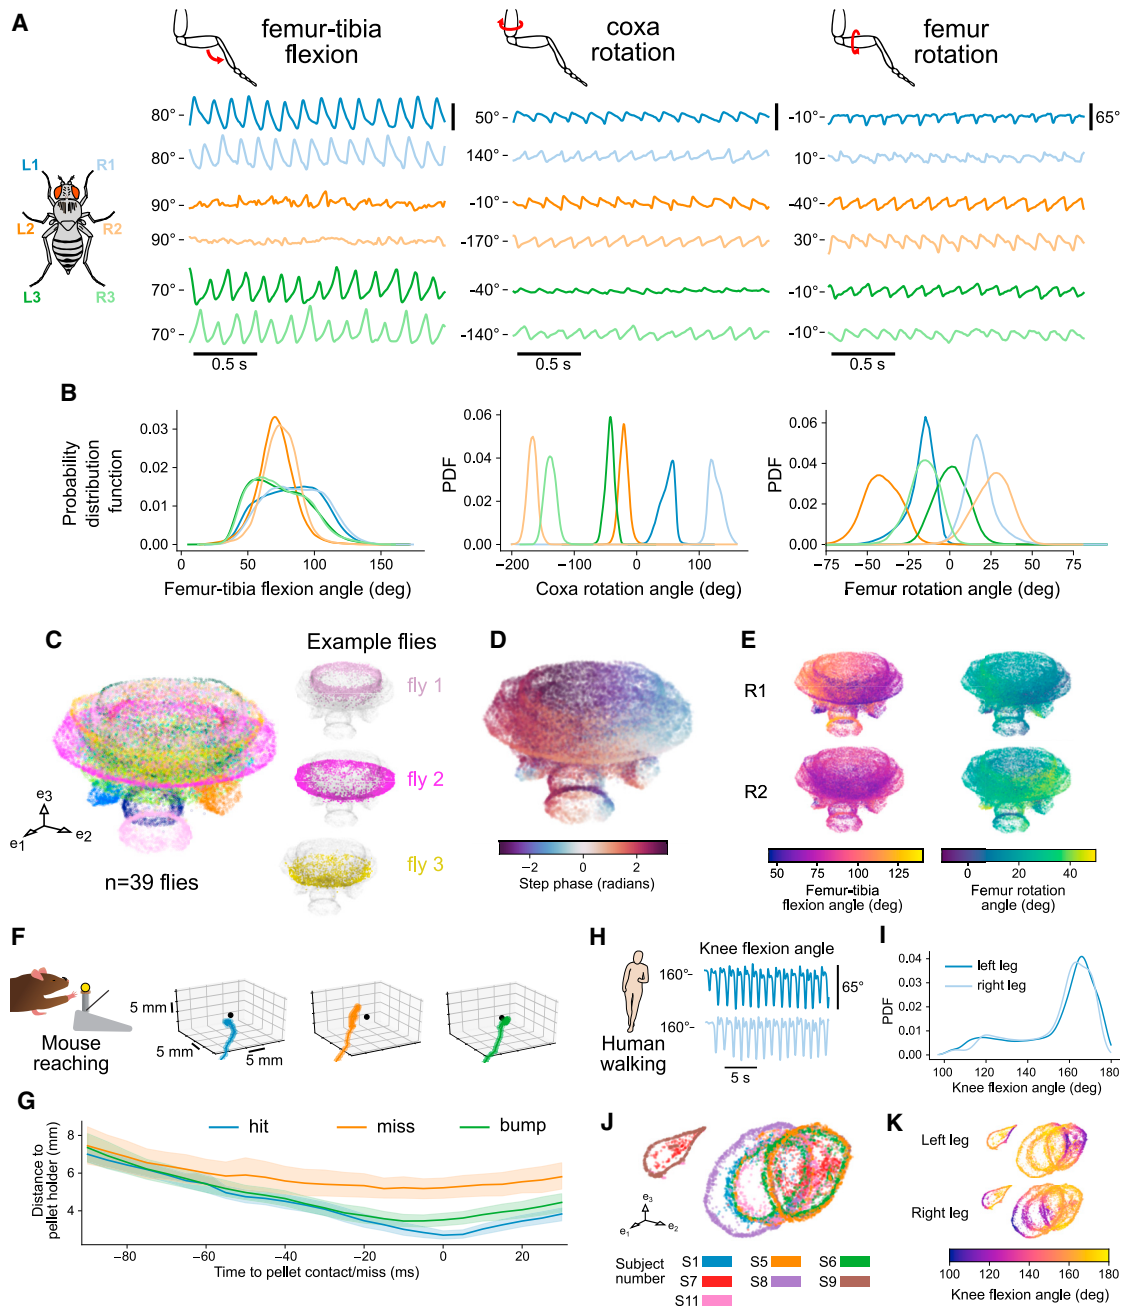 A
femur-tibia
flexion
coxa
rotation
femur
rotation
80°
50°
-10°
65°
80°
140°
10°
L1
R1
L2
R2
L3
R3
90°
-10°
-40°
90°
-170°
30°
70°
-40°
-10°
70°
-140°
-10°
0.5 s
0.5 s
0.5 s
B
Probability
distribution
function
0.03
0.02
0.01
0.00
0
50
100
150
Femur-tibia flexion angle (deg)
PDF
0.06
0.04
0.02
0.00
−200
−100
0
100
Coxa rotation angle (deg)
PDF
0.06
0.04
0.02
0.00
−75
−50
−25
0
25
50
75
Femur rotation angle (deg)
C
Example flies
fly 1
fly 2
fly 3
e3
e1
e2
n=39 flies
D
−2
0
2
Step phase (radians)
E
R1
R2
50
75
100
125
Femur-tibia
flexion angle (deg)
0
20
40
Femur rotation
angle (deg)
F
5 mm
Mouse
reaching
5 mm
5 mm
G
hit
miss
bump
Distance to
pellet holder (mm)
8
6
4
−80
−60
−40
−20
0
20
Time to pellet contact/miss (ms)
H
Knee flexion angle
160°
65°
160°
Human
walking
5 s
I
left leg
right leg
PDF
0.04
0.03
0.02
0.01
0.00
100
120
140
160
180
Knee flexion angle (deg)
J
e3
e1
e2
Subject
number
S1
S5
S6
S7
S8
S9
S11
K
Left leg
Right leg
100
120
140
160
180
Knee flexion angle (deg)